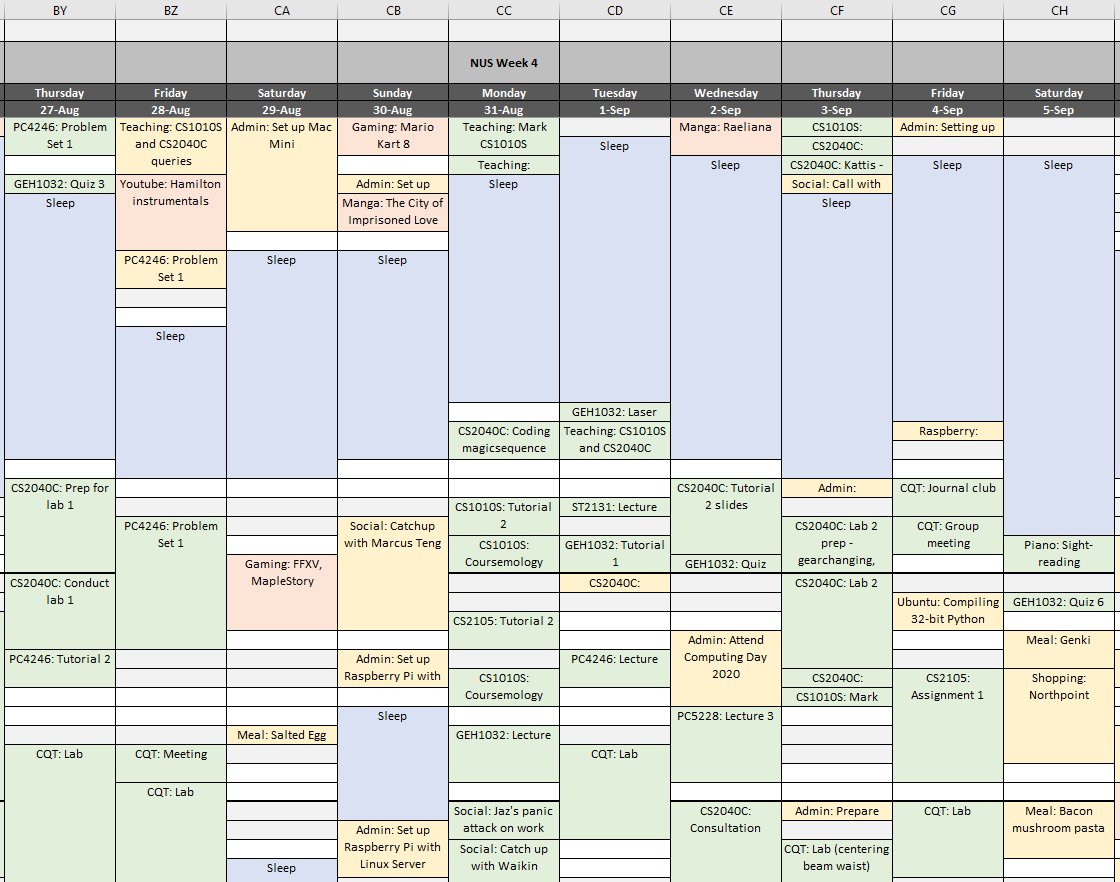 BY BZ CA CB CC CD CE CF CG CH
NUS Week 4
Thursday Friday Saturday Sunday Monday Tuesday Wednesday Thursday Friday Saturday
27-Aug 28-Aug 29-Aug 30-Aug 31-Aug 1-Sep 2-Sep 3-Sep 4-Sep 5-Sep
PC4246: Problem
Set 1
GEH1032: Quiz 3
Sleep
CS2040C: Prep for
lab 1
CS2040C: Conduct
lab 1
PC4246: Tutorial 2
CQT: Lab
Teaching: CS1010S
and CS2040C
queries
Youtube: Hamilton
instrumentals
PC4246: Problem
Set 1
Sleep
PC4246: Problem
Set 1
CQT: Meeting
CQT: Lab
Admin: Set up Mac
Mini
Sleep
Gaming: FFXV,
MapleStory
Meal: Salted Egg
Sleep
Gaming: Mario
Kart 8
Admin: Set up
Manga: The City of
Imprisoned Love
Sleep
Social: Catchup
with Marcus Teng
Admin: Set up
Raspberry Pi with
Sleep
Admin: Set up
Raspberry Pi with
Linux Server
Teaching: Mark
CS1010S
Teaching:
Sleep
CS2040C: Coding
magicsequence
CS1010S: Tutorial
2
CS1010S:
Coursemology
CS2105: Tutorial 2
CS1010S:
Coursemology
GEH1032: Lecture
Social: Jaz's panic
attack on work
Social: Catch up
with Waikin
Sleep
GEH1032: Laser
Teaching: CS1010S
and CS2040C
ST2131: Lecture
GEH1032: Tutorial
1
CS2040C:
PC4246: Lecture
CQT: Lab
Manga: Raeliana
Sleep
CS2040C: Tutorial
2 slides
GEH1032: Quiz
Admin: Attend
Computing Day
2020
PC5228: Lecture 3
CS2040C:
Consultation
CS1010S:
CS2040C:
CS2040C: Kattis -
Social: Call with
Sleep
Admin:
CS2040C: Lab 2
prep -
gearchanging,
CS2040C: Lab 2
CS2040C:
CS1010S: Mark
Admin: Prepare
CQT: Lab (centering
beam waist)
Admin: Setting up
Sleep
Raspberry:
CQT: Journal club
CQT: Group
meeting
Ubuntu: Compiling
32-bit Python
CS2105:
Assignment 1
CQT: Lab
Sleep
Piano: Sight-
reading
GEH1032: Quiz 6
Meal: Genki
Shopping:
Northpoint
Meal: Bacon
mushroom pasta